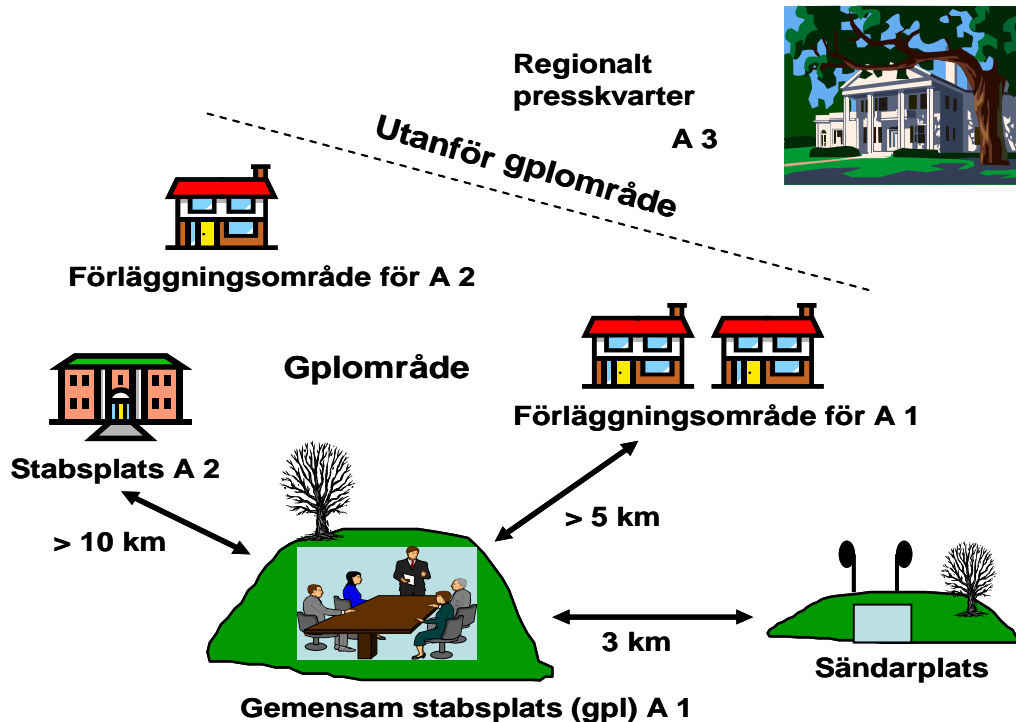 Regionalt
presskvarter
A 3
Utanför gplområde
Förläggningsområde för A 2
Gplområde
Förläggningsområde för A 1
Stabsplats A 2
> 10 km
> 5 km
3 km
Sändarplats
Gemensam stabsplats (gpl) A 1